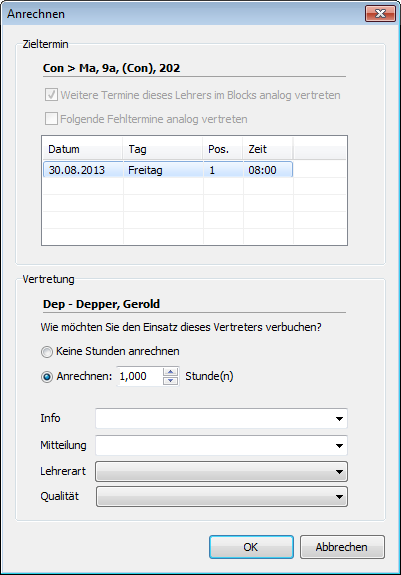 Anrechnen
Zieltermin
Con > Ma, 9a, (Con), 202
Weitere Termine dieses Lehrers im Blocks analog vertreten
Folgende Fehltermine analog vertreten
Datum Tag Pos. Zeit
30.08.2013 Freitag 1 08:00
Vertretung
Dep - Depper, Gerold
Wie möchten Sie den Einsatz dieses Vertreters verbuchen?
Keine Stunden anrechnen
Anrechnen: 1,000 Stunde(n)
Info
Mitteilung
Lehrerart
Qualität
OK Abbrechen